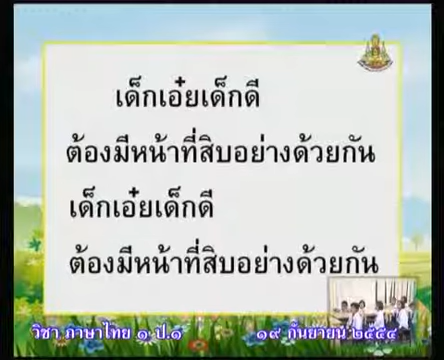 เด็กเอ๋ยเด็กดี
ต้องมีหน้าที่สิบอย่างด้วยกัน
เด็กเอ๋ยเด็กดี
ต้องมีหน้าที่สิบอย่างด้วยกัน
วิชา ภาษาไทย ๑ ป.๑
๑๙ กันยายน ๒๕๕๔